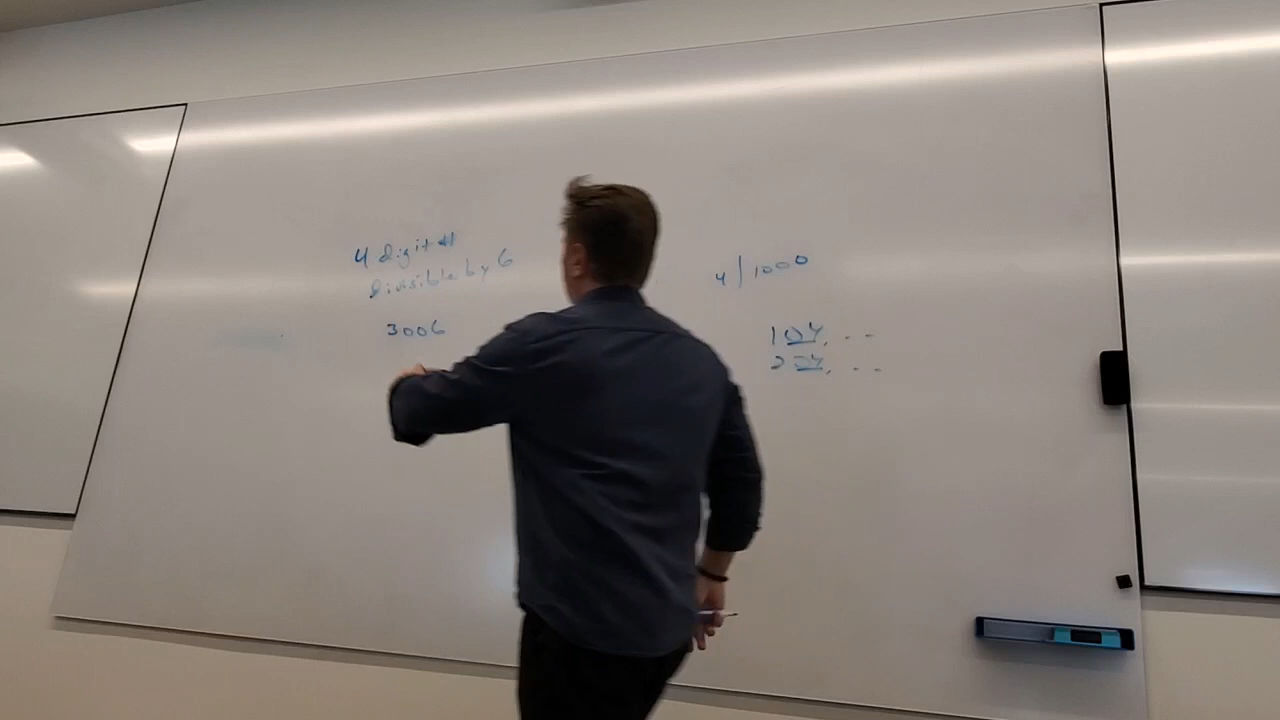 4 digit #
divisible by 6
3006
4 | 1000
104, . . .
204, . . .